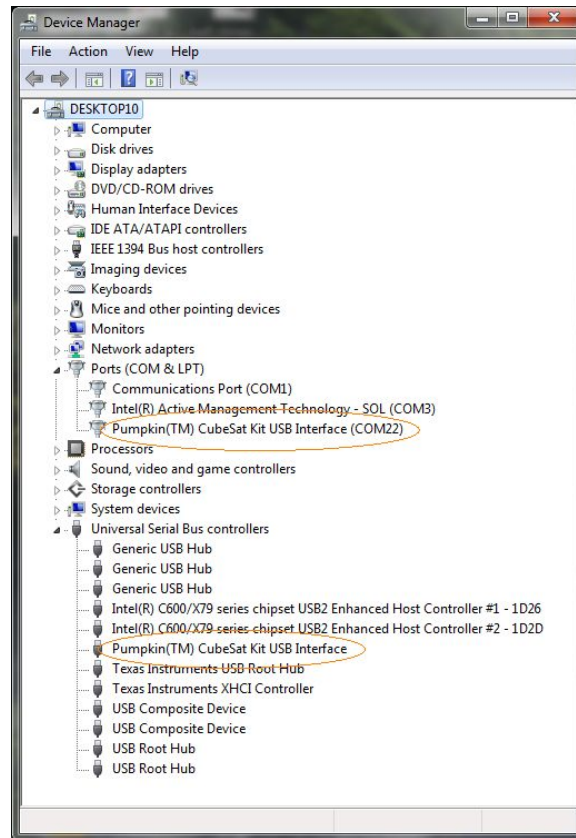 Device Manager
File Action View Help
DESKTOP10
Computer
Disk drives
Display adapters
DVD/CD-ROM drives
Human Interface Devices
IDE ATA/ATAPI controllers
IEEE 1394 Bus host controllers
Imaging devices
Keyboards
Mice and other pointing devices
Monitors
Network adapters
Ports (COM & LPT)
Communications Port (COM1)
Intel(R) Active Management Technology - SOL (COM3)
Pumpkin(TM) CubeSat Kit USB Interface (COM22)
Processors
Sound, video and game controllers
Storage controllers
System devices
Universal Serial Bus controllers
Generic USB Hub
Generic USB Hub
Generic USB Hub
Intel(R) C600/X79 series chipset USB2 Enhanced Host Controller #1 - 1D26
Intel(R) C600/X79 series chipset USB2 Enhanced Host Controller #2 - 1D2D
Pumpkin(TM) CubeSat Kit USB Interface
Texas Instruments USB Root Hub
Texas Instruments XHCI Controller
USB Composite Device
USB Composite Device
USB Root Hub
USB Root Hub